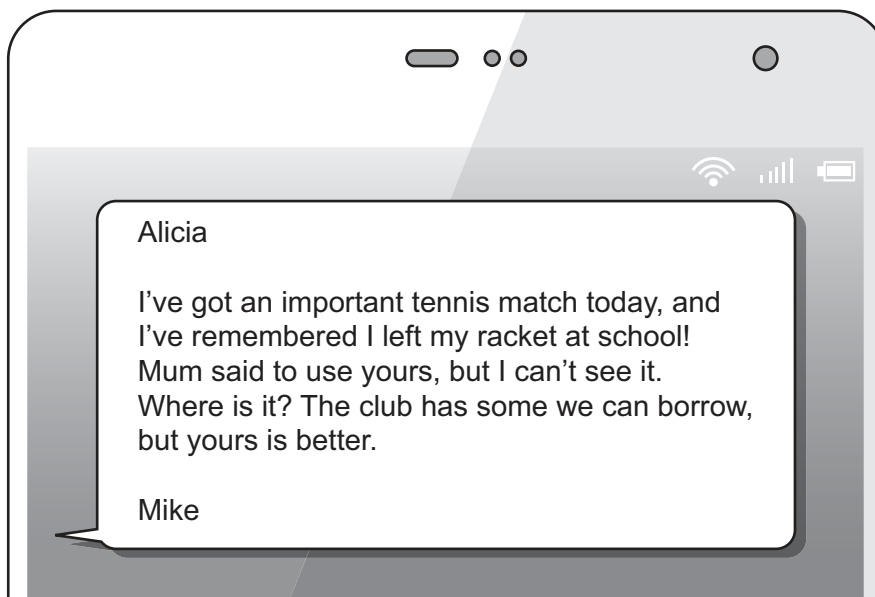 Alicia
I’ve got an important tennis match today, and
I’ve remembered I left my racket at school!
Mum said to use yours, but I can’t see it.
Where is it? The club has some we can borrow,
but yours is better.
Mike